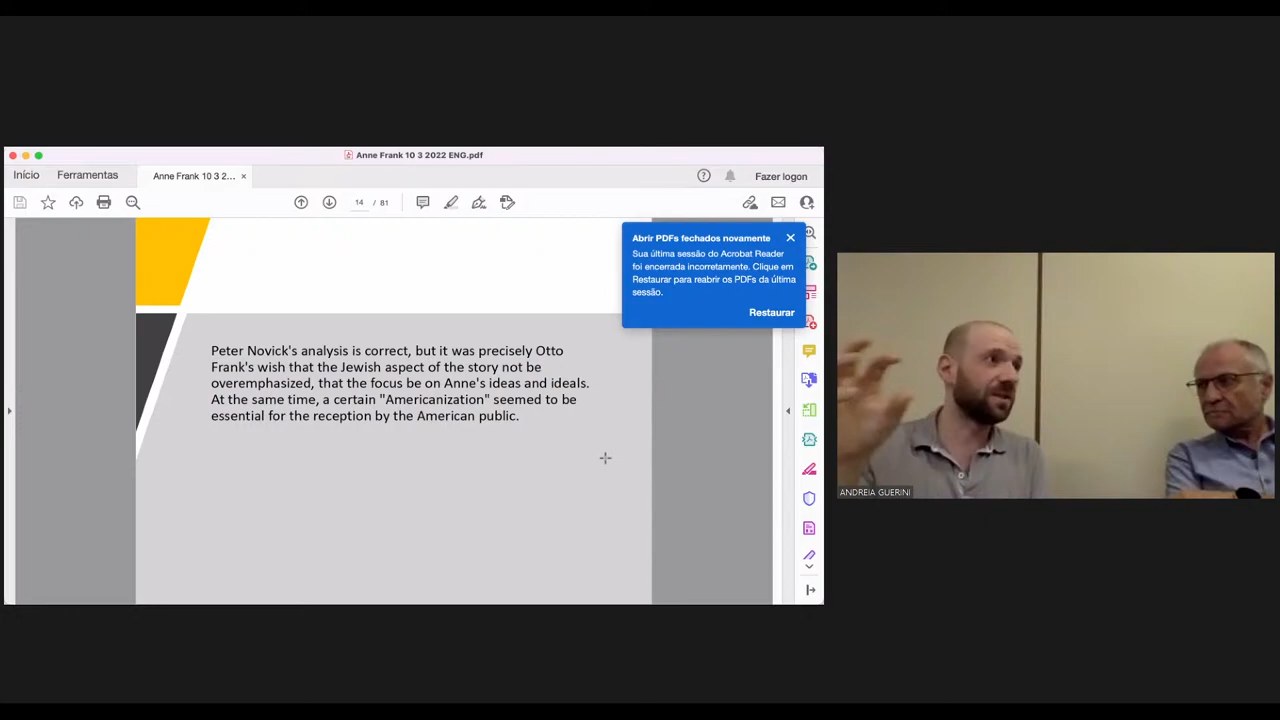 Anne Frank 10 3 2022 ENG.pdf
Início Ferramentas Anne Frank 10 3 2... × Fazer logon
14 / 81
Abrir PDFs fechados novamente
Sua última sessão do Acrobat Reader
foi encerrada incorretamente. Clique em
Restaurar para reabrir os PDFs da última
sessão.
Restaurar
Peter Novick's analysis is correct, but it was precisely Otto
Frank's wish that the Jewish aspect of the story not be
overemphasized, that the focus be on Anne's ideas and ideals.
At the same time, a certain "Americanization" seemed to be
essential for the reception by the American public.
ANDREIA GUERINI